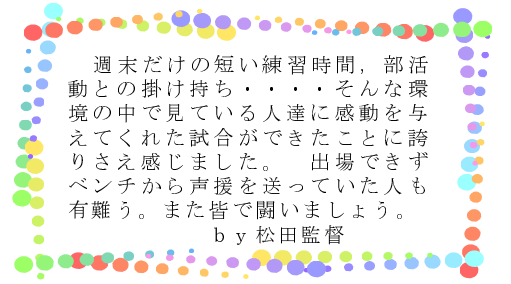 週末だけの短い練習時間，部活
動との掛け持ち・・・・そんな環
境の中で見ている人達に感動を与
えてくれた試合ができたことに誇
りさえ感じました。　出場できず
ベンチから声援を送っていた人も
有難う。また皆で闘いましょう。
ｂｙ松田監督